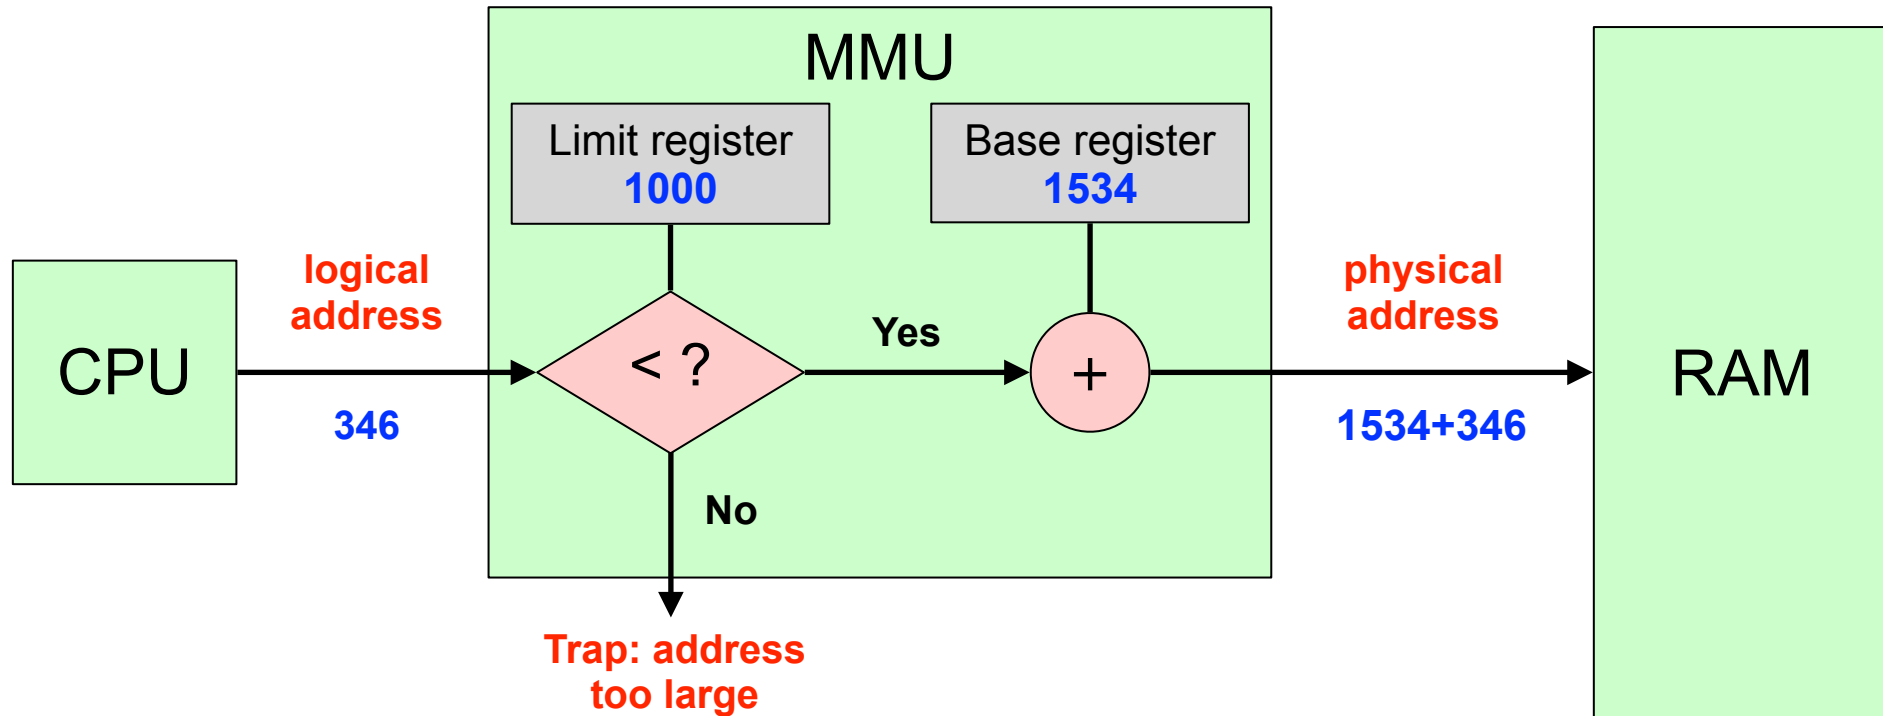 MMU
Limit register
1000
Base register
1534
logical
address
physical
address
CPU
346
< ?
Yes
+
1534+346
RAM
No
Trap: address
too large